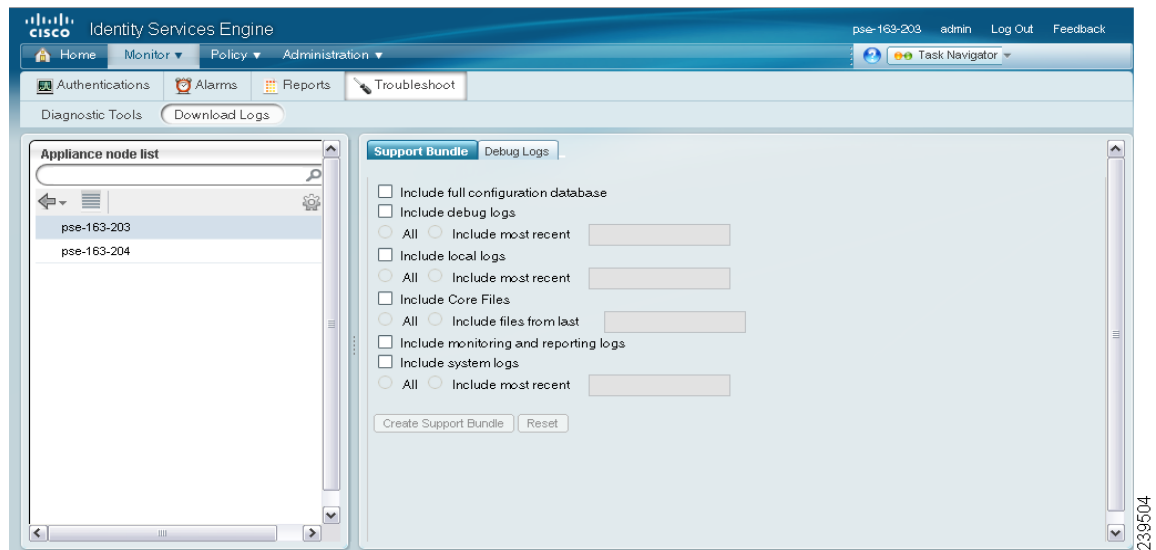 cisco Identity Services Engine
pse-163-203 admin Log Out Feedback
Home Monitor Policy Administration
Task Navigator
Authentications Alarms Reports Troubleshoot
Diagnostic Tools Download Logs
Appliance node list
pse-163-203
pse-163-204
Support Bundle Debug Logs
Include full configuration database
Include debug logs
All Include most recent
Include local logs
All Include most recent
Include Core Files
All Include files from last
Include monitoring and reporting logs
Include system logs
All Include most recent
Create Support Bundle Reset
239504